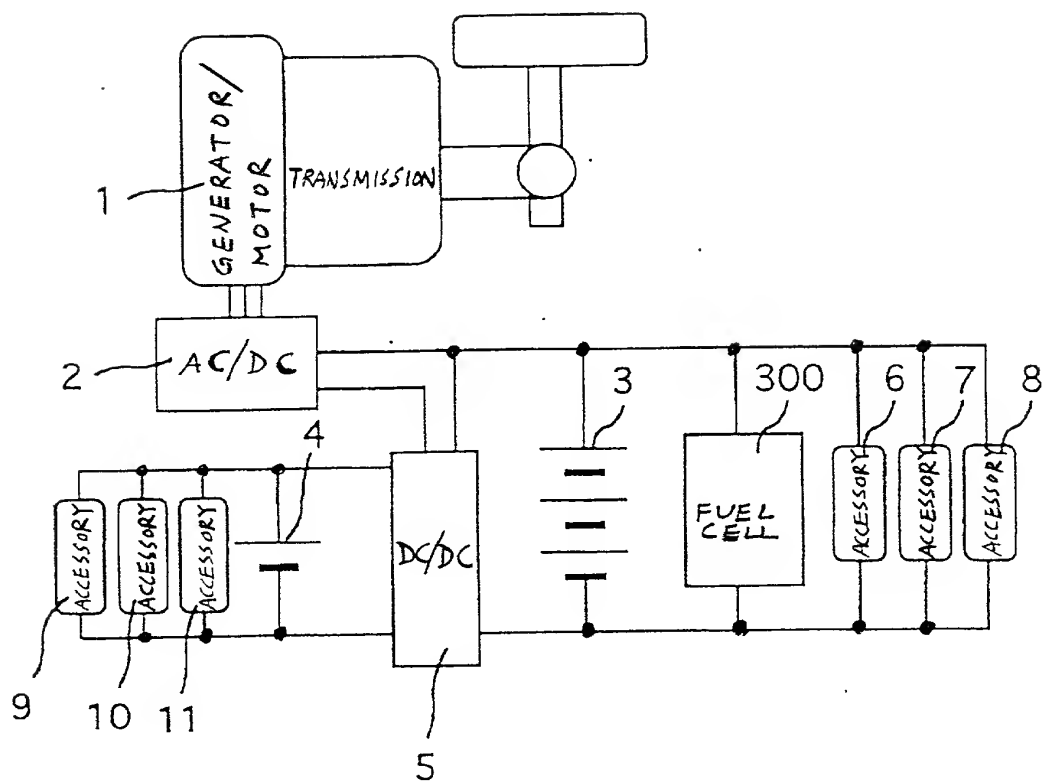 GENERATOR/
MOTOR
TRANSMISSION
1
AC/DC
2
3
300
6
7
8
4
ACCESSORY
ACCESSORY
ACCESSORY
DC/DC
FUEL
CELL
ACCESSORY
ACCESSORY
ACCESSORY
9
10
11
5